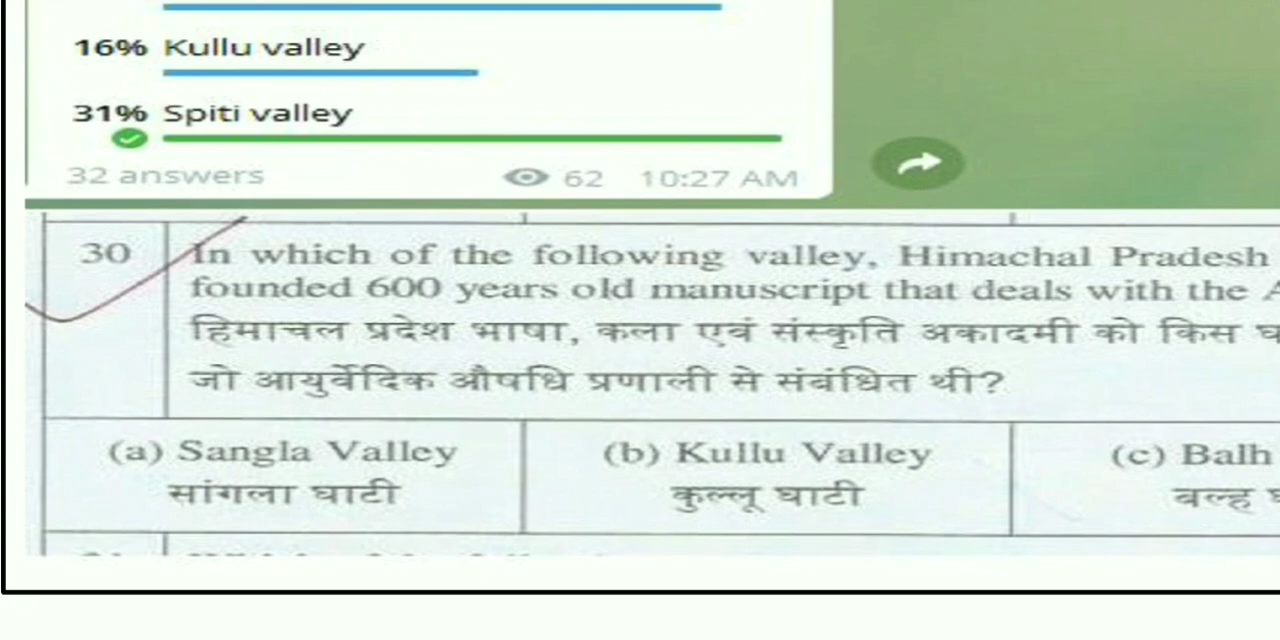 16% Kullu valley
31% Spiti valley
32 answers 62 10:27 AM
30 In which of the following valley, Himachal Pradesh
founded 600 years old manuscript that deals with the
हिमाचल प्रदेश भाषा, कला एवं संस्कृति अकादमी को किस
जो आयुर्वेदिक औषधि प्रणाली से संबंधित थी?
(a) Sangla Valley (b) Kullu Valley (c) Balh
सांगला घाटी कुल्लू घाटी बल्ह